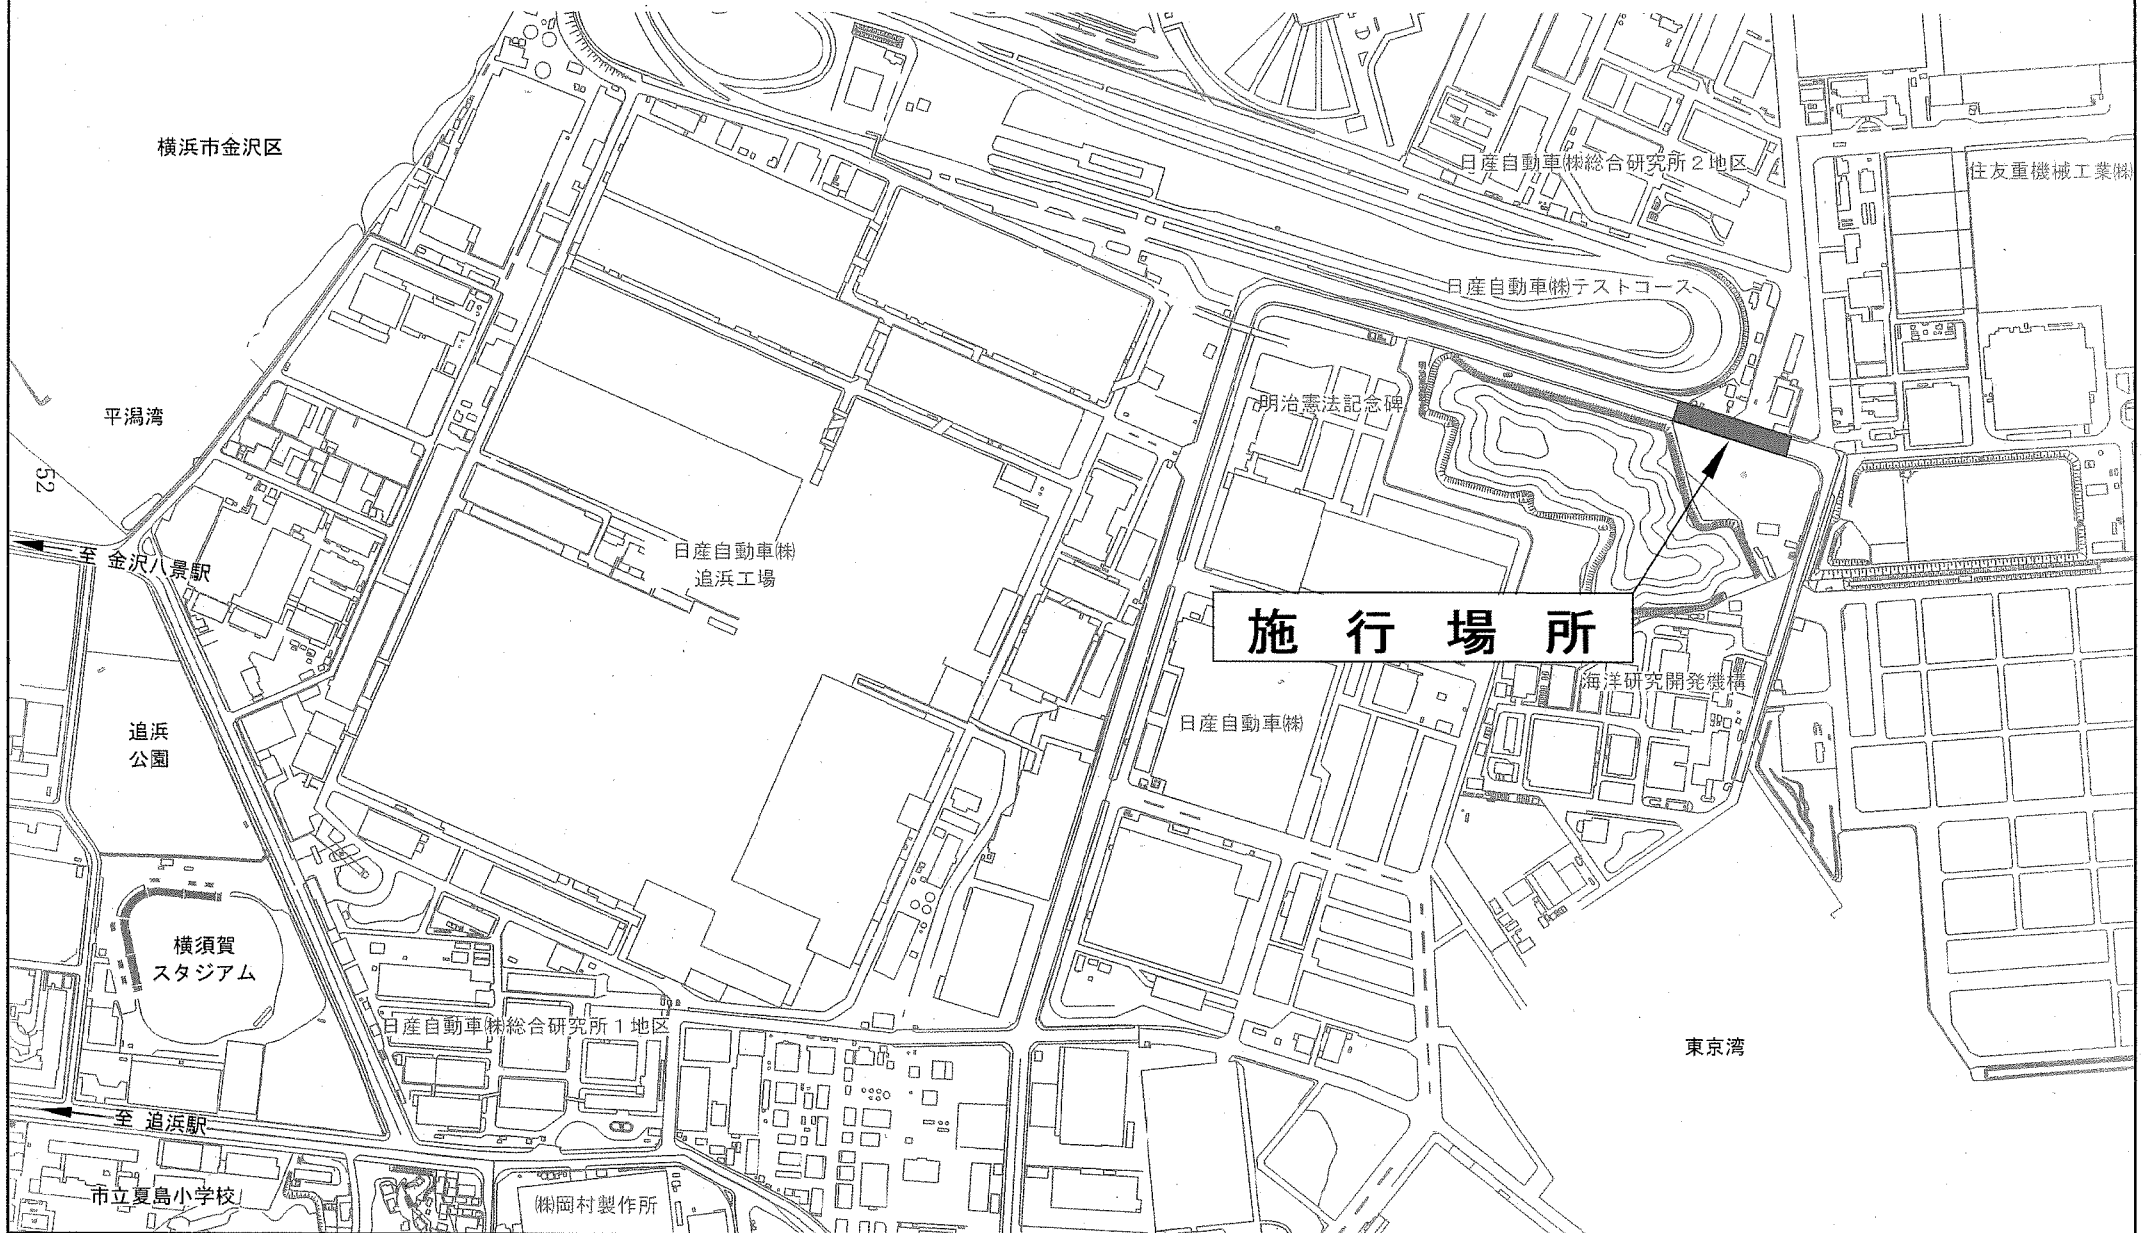 横浜市金沢区
日産自動車㈱総合研究所２地区
住友重機械工業㈱
日産自動車㈱テストコース
明治憲法記念碑
平潟湾
52
至 金沢八景駅
日産自動車㈱
追浜工場
施行場所
海洋研究開発機構
日産自動車㈱
追浜
公園
横須賀
スタジアム
日産自動車㈱総合研究所１地区
東京湾
至 追浜駅
市立夏島小学校
㈱岡村製作所